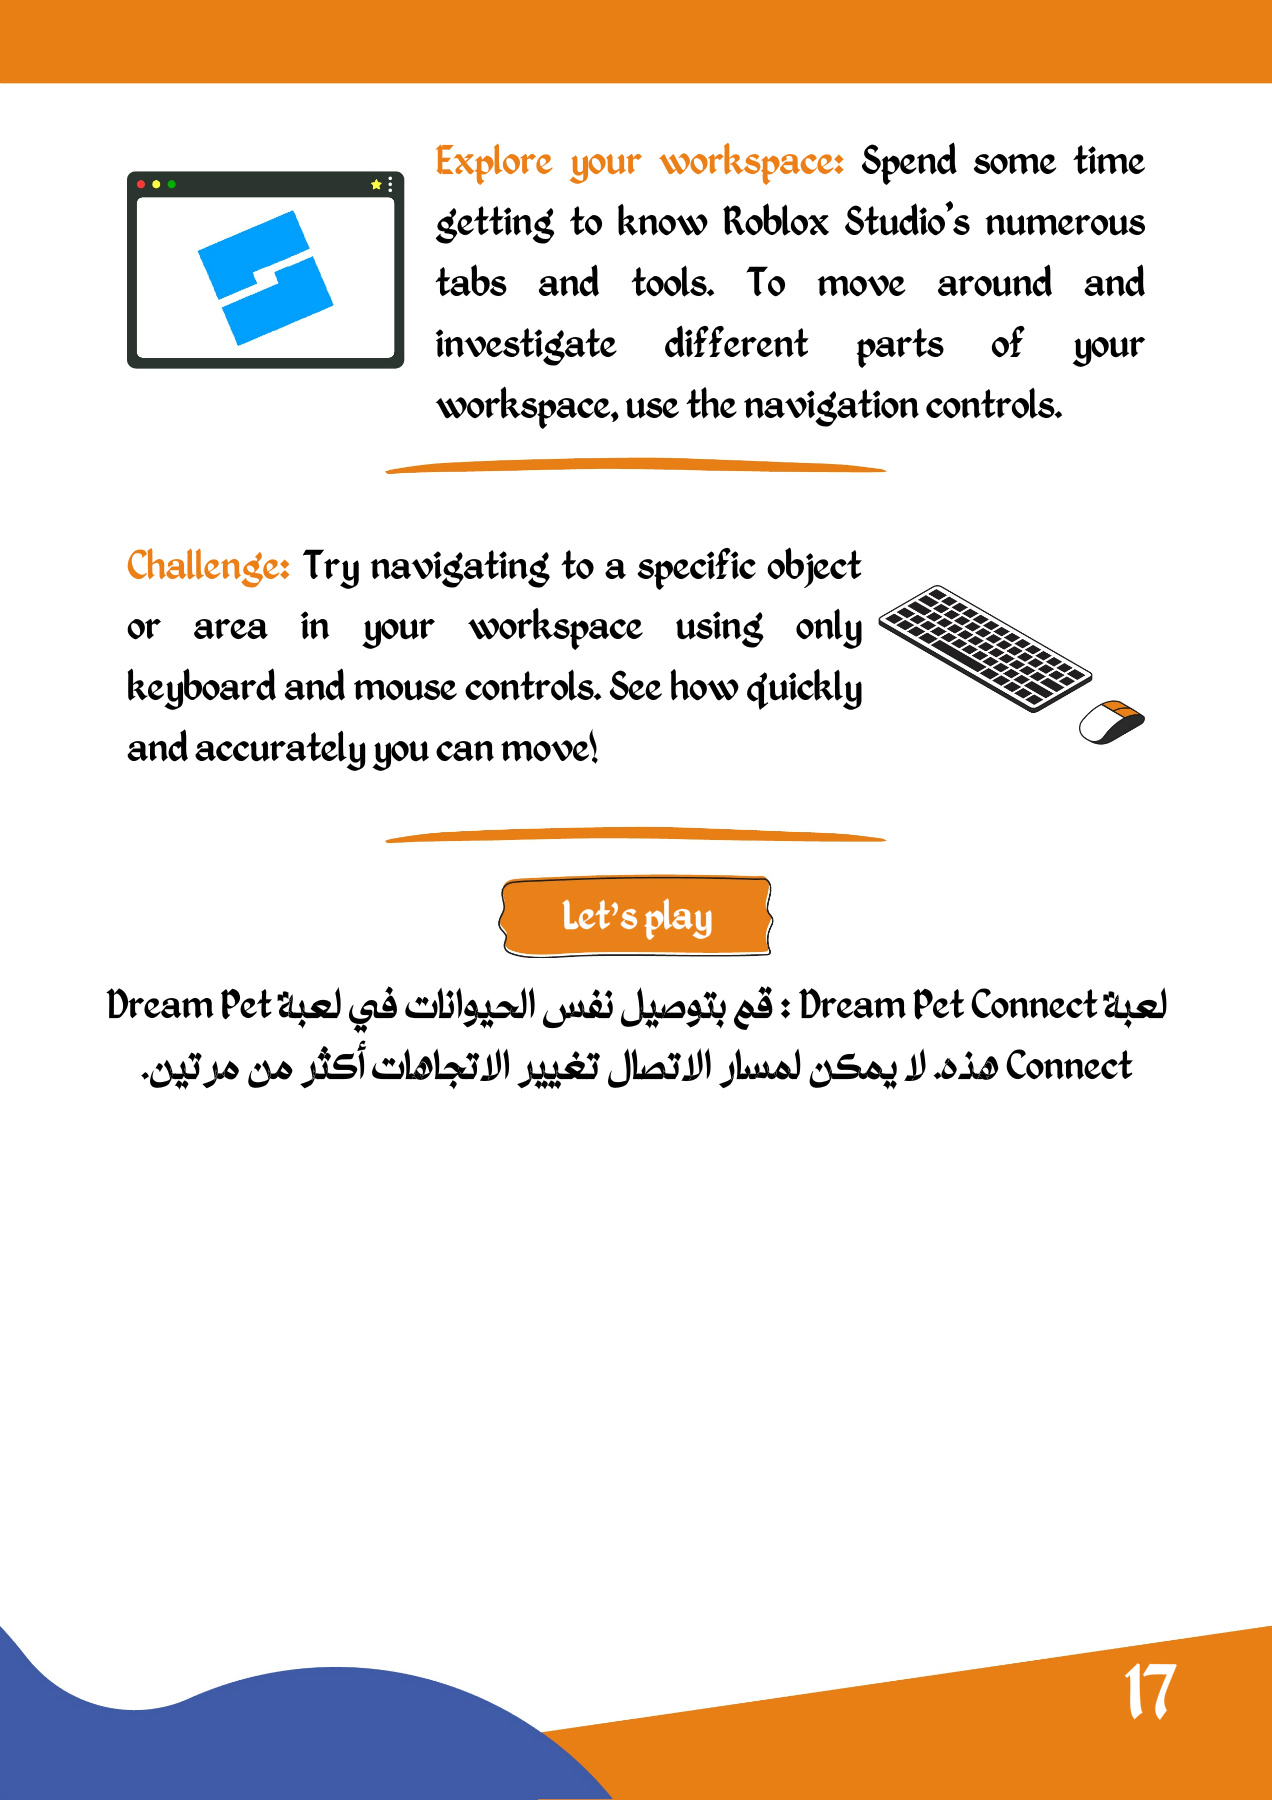 Explore your workspace: Spend some time
getting to know Roblox Studio's numerous
tabs and tools. To move around and
investigate different parts of your
workspace, use the navigation controls.
Challenge: Try navigating to a specific object
or area in your workspace using only
keyboard and mouse controls. See how quickly
and accurately you can move!
Let's play
لعبة Dream Pet Connect : قم بتوصيل نفس الحيوانات في لعبة Dream Pet
Connect هذه. لا يمكن لمسار الاتصال تغيير الاتجاهات أكثر من مرتين.
17